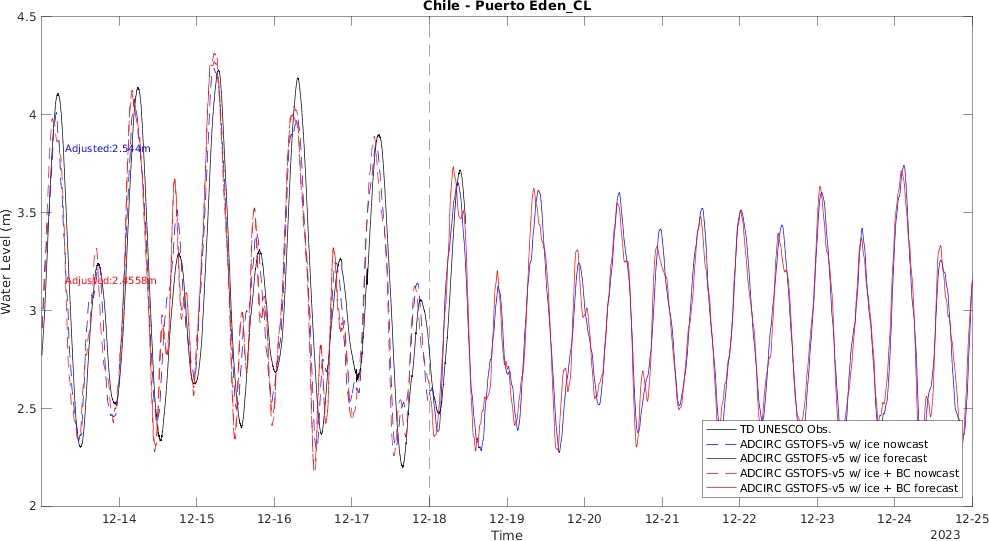 Chile - Puerto Eden_CL
4.5
4
3.5
3
2.5
2
Water Level (m)
Adjusted:2.544m
Adjusted:2.4558m
TD UNESCO Obs.
ADCIRC GSTOFS-v5 w/ ice nowcast
ADCIRC GSTOFS-v5 w/ ice forecast
ADCIRC GSTOFS-v5 w/ ice + BC nowcast
ADCIRC GSTOFS-v5 w/ ice + BC forecast
12-14 12-15 12-16 12-17 12-18 12-19 12-20 12-21 12-22 12-23 12-24 12-25
Time
2023